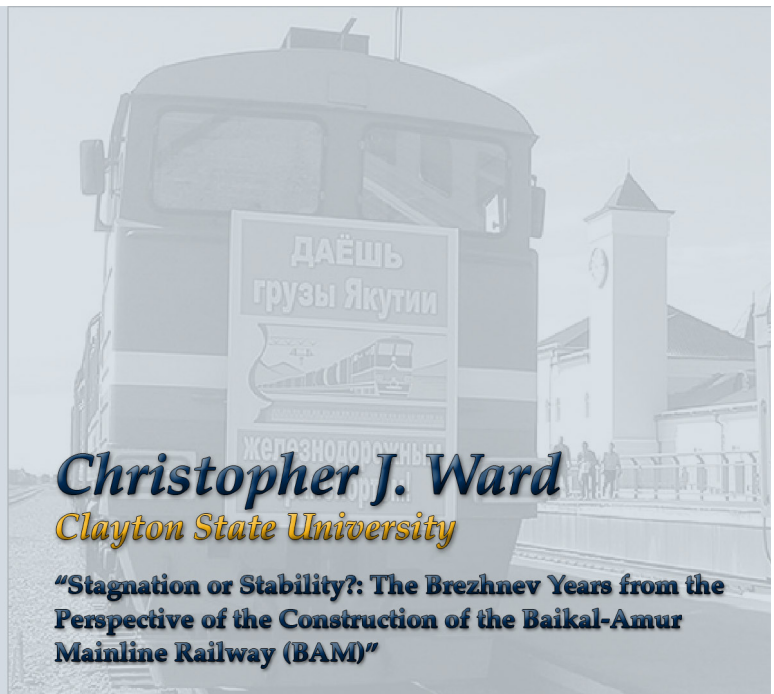 ДАЁШЬ
грузы Якутии
железнодорожным
Christopher J. Ward
Clayton State University
“Stagnation or Stability?: The Brezhnev Years from the
Perspective of the Construction of the Baikal-Amur
Mainline Railway (BAM)”